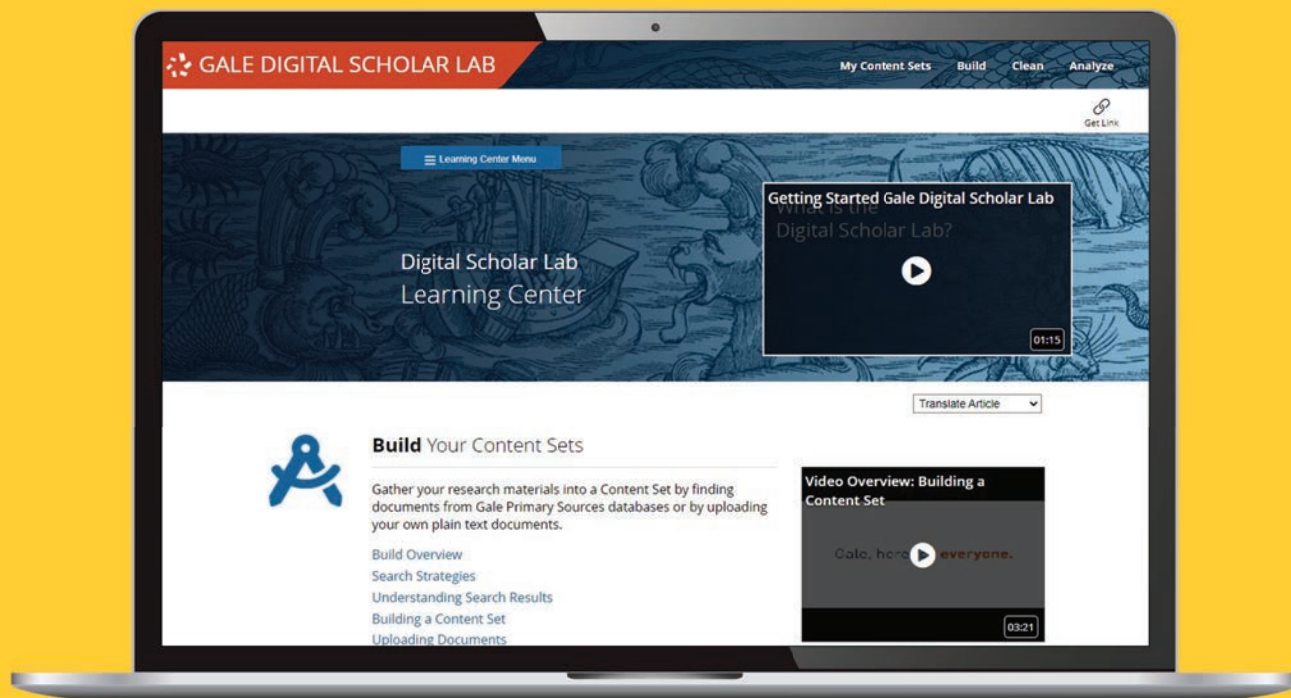 GALE DIGITAL SCHOLAR LAB
My Content Sets Build Clean Analyze
Get Link
Learning Center Menu
Getting Started Gale Digital Scholar Lab
What is the
Digital Scholar Lab?
01:15
Digital Scholar Lab
Learning Center
Translate Article
Build Your Content Sets
Gather your research materials into a Content Set by finding
documents from Gale Primary Sources databases or by uploading
your own plain text documents.
Build Overview
Search Strategies
Understanding Search Results
Building a Content Set
Uploading Documents
Video Overview: Building a
Content Set
Gale, here everyone.
03:21